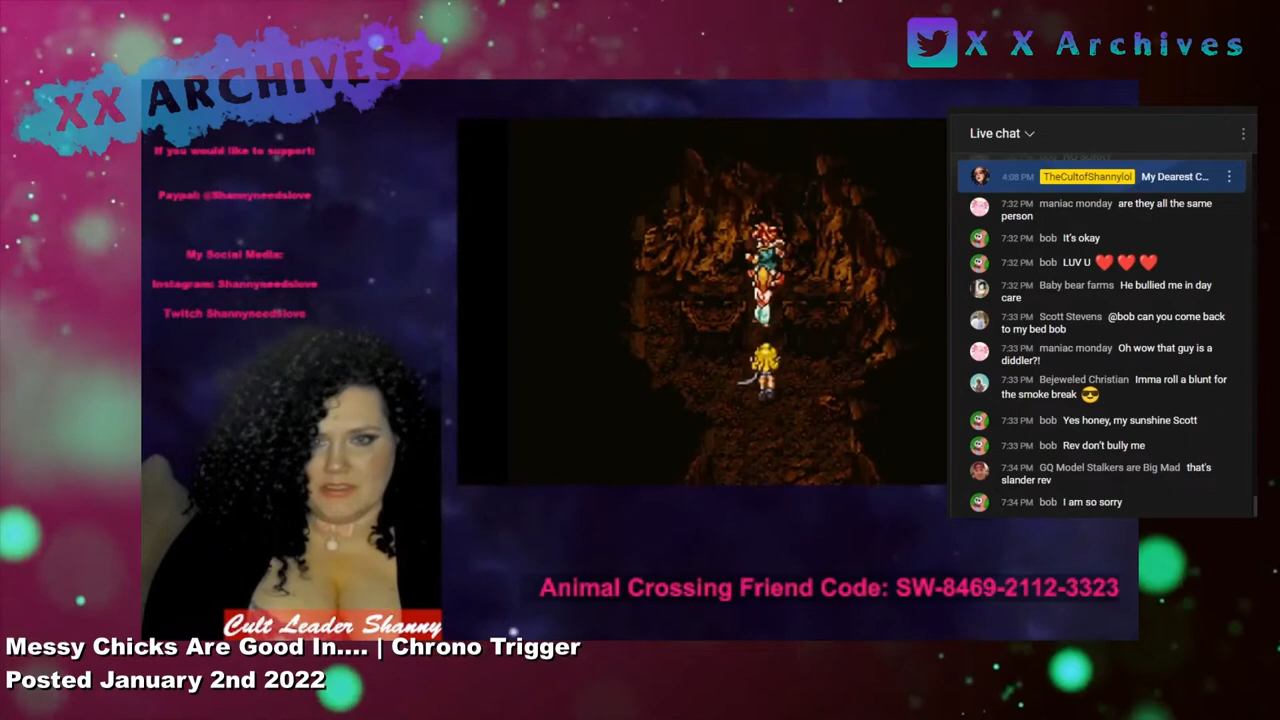 XX ARCHIVES
X X Archives
If you would like to support:
Paypal: @Shannyneedslove
My Social Media:
Instagram: Shannyneedslove
Twitch Shannyneedslove
Cult Leader Shanny
Live chat
4:08 PM TheCultofShannylol My Dearest C...
7:32 PM maniac monday are they all the same
person
7:32 PM bob It's okay
7:32 PM bob LUV U ❤️❤️❤️
7:32 PM Baby bear farms He bullied me in day
care
7:33 PM Scott Stevens @bob can you come back
to my bed bob
7:33 PM maniac monday Oh wow that guy is a
diddler?!
7:33 PM Bejeweled Christian Imma roll a blunt for
the smoke break 😎
7:33 PM bob Yes honey, my sunshine Scott
7:33 PM bob Rev don't bully me
7:34 PM GQ Model Stalkers are Big Mad that's
slander rev
7:34 PM bob I am so sorry
Animal Crossing Friend Code: SW-8469-2112-3323
Messy Chicks Are Good In.... | Chrono Trigger
Posted January 2nd 2022